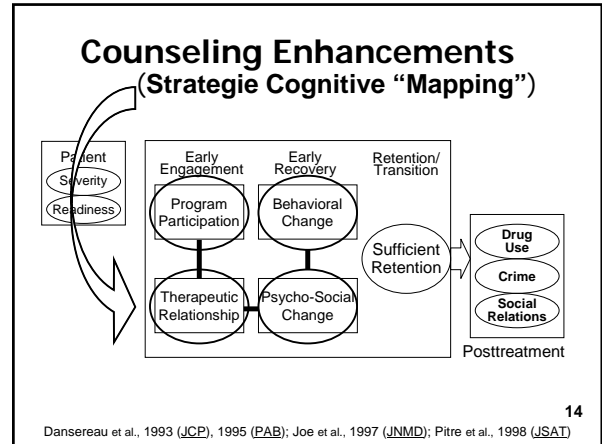 Counseling Enhancements
(Strategie Cognitive “Mapping”)
Patient
Severity
Readiness
Early
Engagement
Program
Participation
Therapeutic
Relationship
Early
Recovery
Behavioral
Change
Psycho-Social
Change
Retention/
Transition
Sufficient
Retention
Drug
Use
Crime
Social
Relations
Posttreatment
14
Dansereau et al., 1993 (JCP), 1995 (PAB); Joe et al., 1997 (JNMD); Pitre et al., 1998 (JSAT)